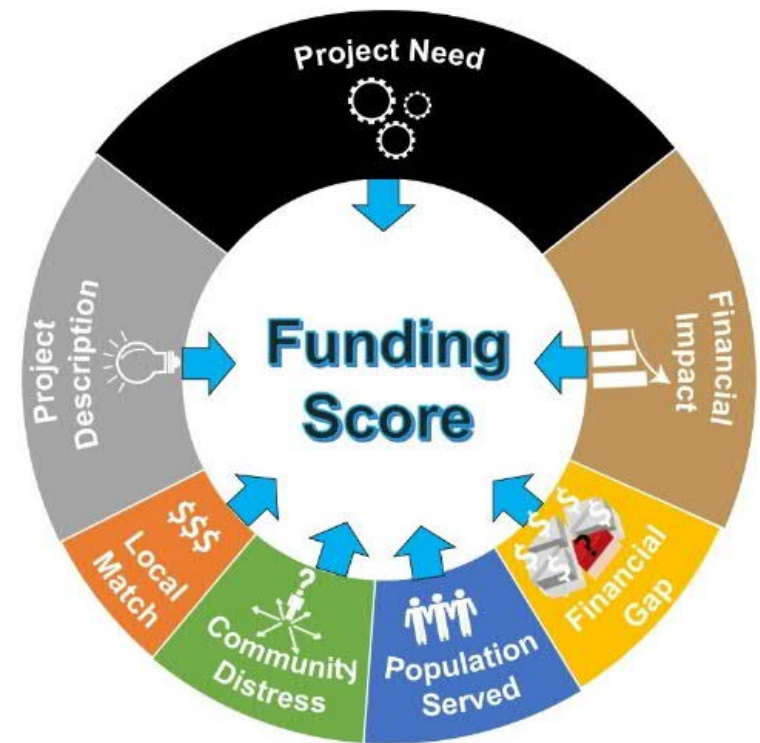 Project Need
Financial
Impact
Financial
Gap
$ $ $ $ ?
Population
Served
?
Community
Distress
$$$
Local
Match
Project
Description
Funding
Score